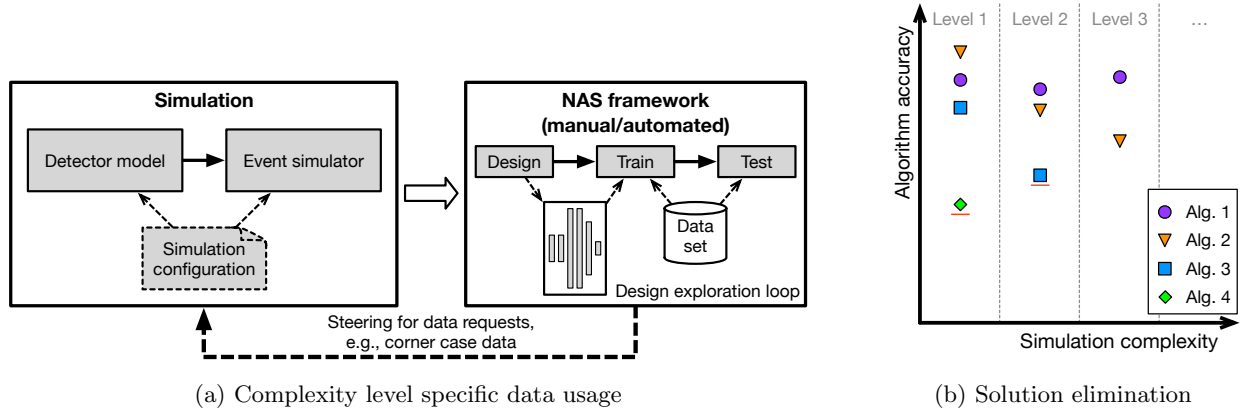 Simulation
Detector model
Event simulator
Simulation
configuration
NAS framework
(manual/automated)
Design
Train
Test
Data
set
Design exploration loop
Steering for data requests,
e.g., corner case data
(a) Complexity level specific data usage
Level 1
Level 2
Level 3
...
Algorithm accuracy
Alg. 1
Alg. 2
Alg. 3
Alg. 4
Simulation complexity
(b) Solution elimination